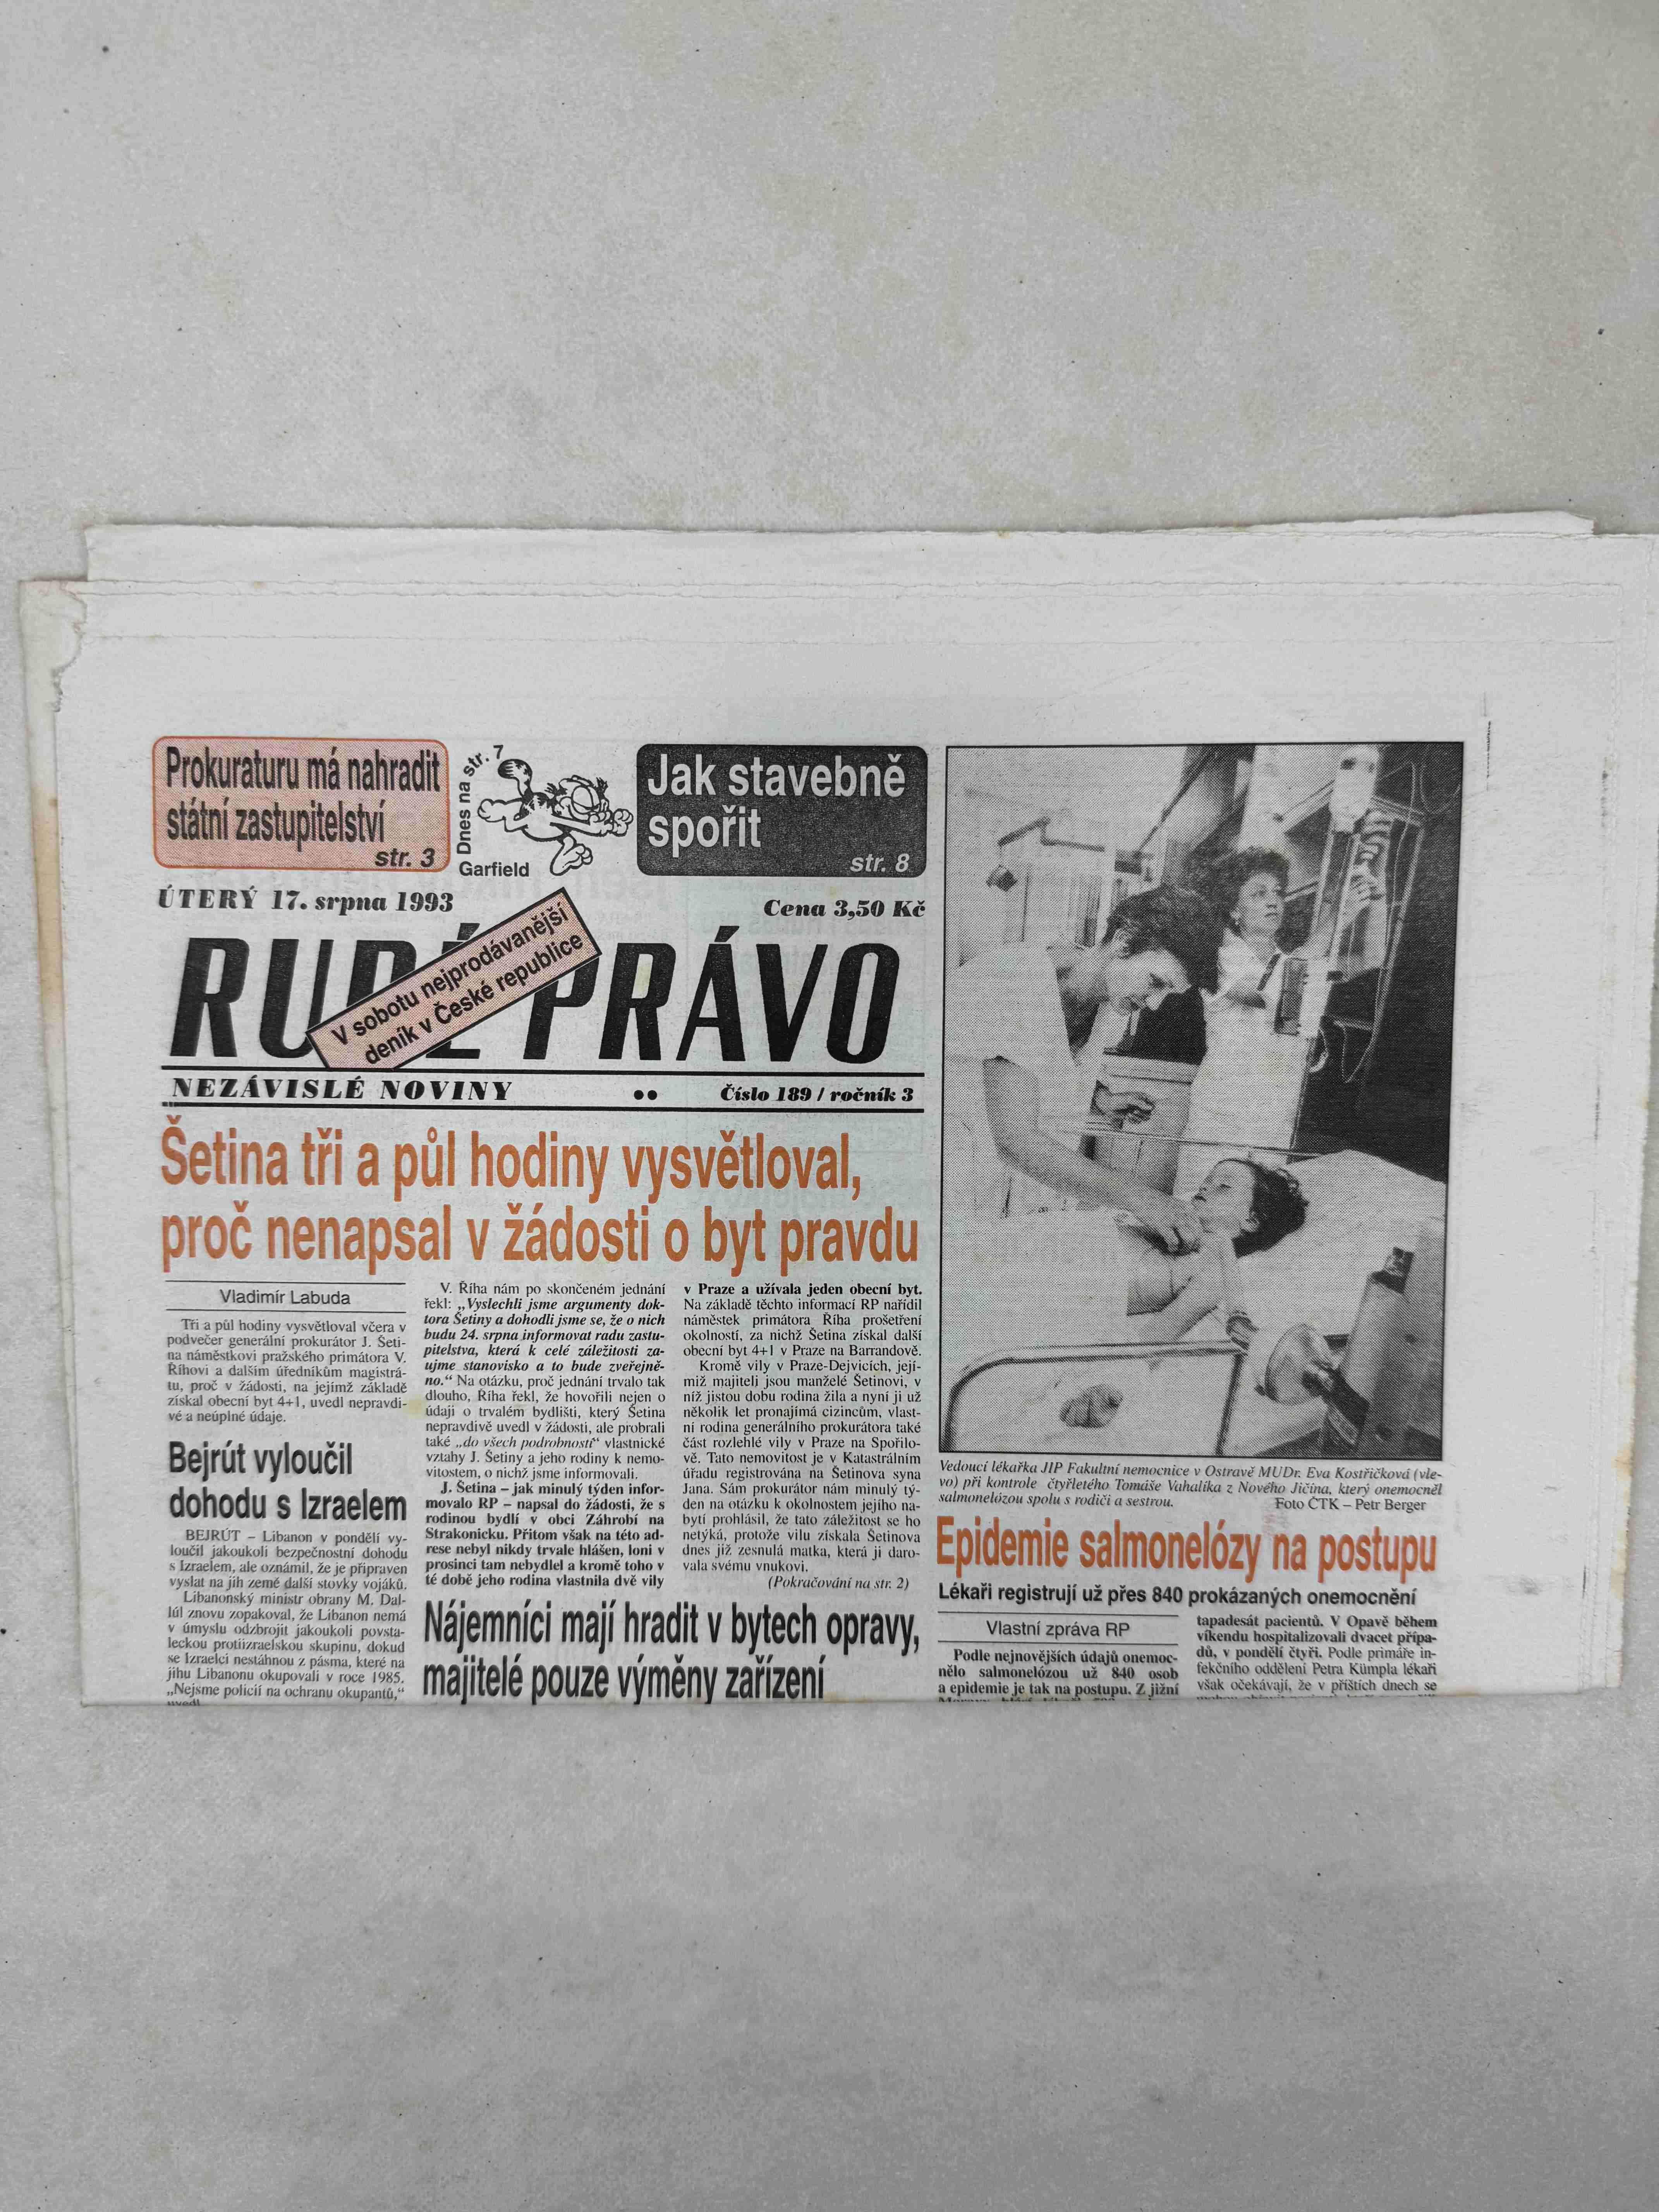 Prokuraturu má nahradit
státní zastupitelství
str. 3
Dnes na str. 7
Garfield
Jak stavebně
spořit
str. 8
ÚTERÝ 17. srpna 1993
Cena 3,50 Kč
RUDÉ PRÁVO
V sobotu nejprodávanější
deník v České republice
NEZÁVISLÉ NOVINY
Číslo 189 / ročník 3
Šetina tři a půl hodiny vysvětloval,
proč nenapsal v žádosti o byt pravdu
Vladimír Labuda
Tři a půl hodiny vysvětloval včera v
podvečer generální prokurátor J. Šeti-
na náměstkovi pražského primátora V.
Říhovi a dalším úředníkům magistrá-
tu, proč v žádosti, na jejímž základě
získal obecní byt 4+1, uvedl nepravdi-
vé a neúplné údaje.
V. Říha nám po skončeném jednání
řekl: „Vyslechli jsme argumenty dok-
tora Šetiny a dohodli jsme se, že o nich
budu 24. srpna informovat radu zastu-
pitelstva, která k celé záležitosti za-
ujme stanovisko a to bude zveřejně-
no.“ Na otázku, proč jednání trvalo tak
dlouho, Říha řekl, že hovořili nejen o
údaji o trvalém bydlišti, který Šetina
nepravdivě uvedl v žádosti, ale probrali
také „do všech podrobností“ vlastnické
vztahy J. Šetiny a jeho rodiny k nemo-
vitostem, o nichž jsme informovali.
J. Šetina – jak minulý týden infor-
movalo RP – napsal do žádosti, že s
rodinou bydlí v obci Záhrobí na
Strakonicku. Přitom však na této ad-
rese nebyl nikdy trvale hlášen, loni v
prosinci tam nebydlel a kromě toho v
té době jeho rodina vlastnila dvě vily
v Praze a užívala jeden obecní byt.
Na základě těchto informací RP nařídil
náměstek primátora Říha prošetření
okolností, za nichž Šetina získal další
obecní byt 4+1 v Praze na Barrandově.
Kromě vily v Praze-Dejvicích, její-
miž majiteli jsou manželé Šetinovi, v
níž jistou dobu rodina žila a nyní ji už
několik let pronajímá cizincům, vlast-
ní rodina generálního prokurátora také
část rozlehlé vily v Praze na Spořilo-
vě. Tato nemovitost je v Katastrálním
úřadu registrována na Šetinova syna
Jana. Sám prokurátor nám minulý tý-
den na otázku k okolnostem jejího na-
bytí prohlásil, že tato záležitost se ho
netýká, protože vilu získala Šetinova
dnes již zesnulá matka, která ji daro-
vala svému vnukovi.
(Pokračování na str. 2)
Bejrút vyloučil
dohodu s Izraelem
BEJRÚT – Libanon v pondělí vy-
loučil jakoukoli bezpečnostní dohodu
s Izraelem, ale oznámil, že je připraven
vyslat na jih země další stovky vojáků.
Libanonský ministr obrany M. Dal-
lúl znovu zopakoval, že Libanon nemá
v úmyslu odzbrojit jakoukoli povsta-
leckou protiizraelskou skupinu, dokud
se Izraelci nestáhnou z pásma, které na
jihu Libanonu okupovali v roce 1985.
„Nejsme policií na ochranu okupantů,“
uvedl
Nájemníci mají hradit v bytech opravy,
majitelé pouze výměny zařízení
Vedoucí lékařka JIP Fakultní nemocnice v Ostravě MUDr. Eva Kostřičková (vle-
vo) při kontrole čtyřletého Tomáše Vahalíka z Nového Jičína, který onemocněl
salmonelózou spolu s rodiči a sestrou.
Foto ČTK – Petr Berger
Epidemie salmonelózy na postupu
Lékaři registrují už přes 840 prokázaných onemocnění
Vlastní zpráva RP
Podle nejnovějších údajů onemoc-
nělo salmonelózou už 840 osob
a epidemie je tak na postupu. Z jižní
tapadesát pacientů. V Opavě během
víkendu hospitalizovali dvacet přípa-
dů, v pondělí čtyři. Podle primáře in-
fekčního oddělení Petra Kümpla lékaři
však očekávají, že v příštích dnech se